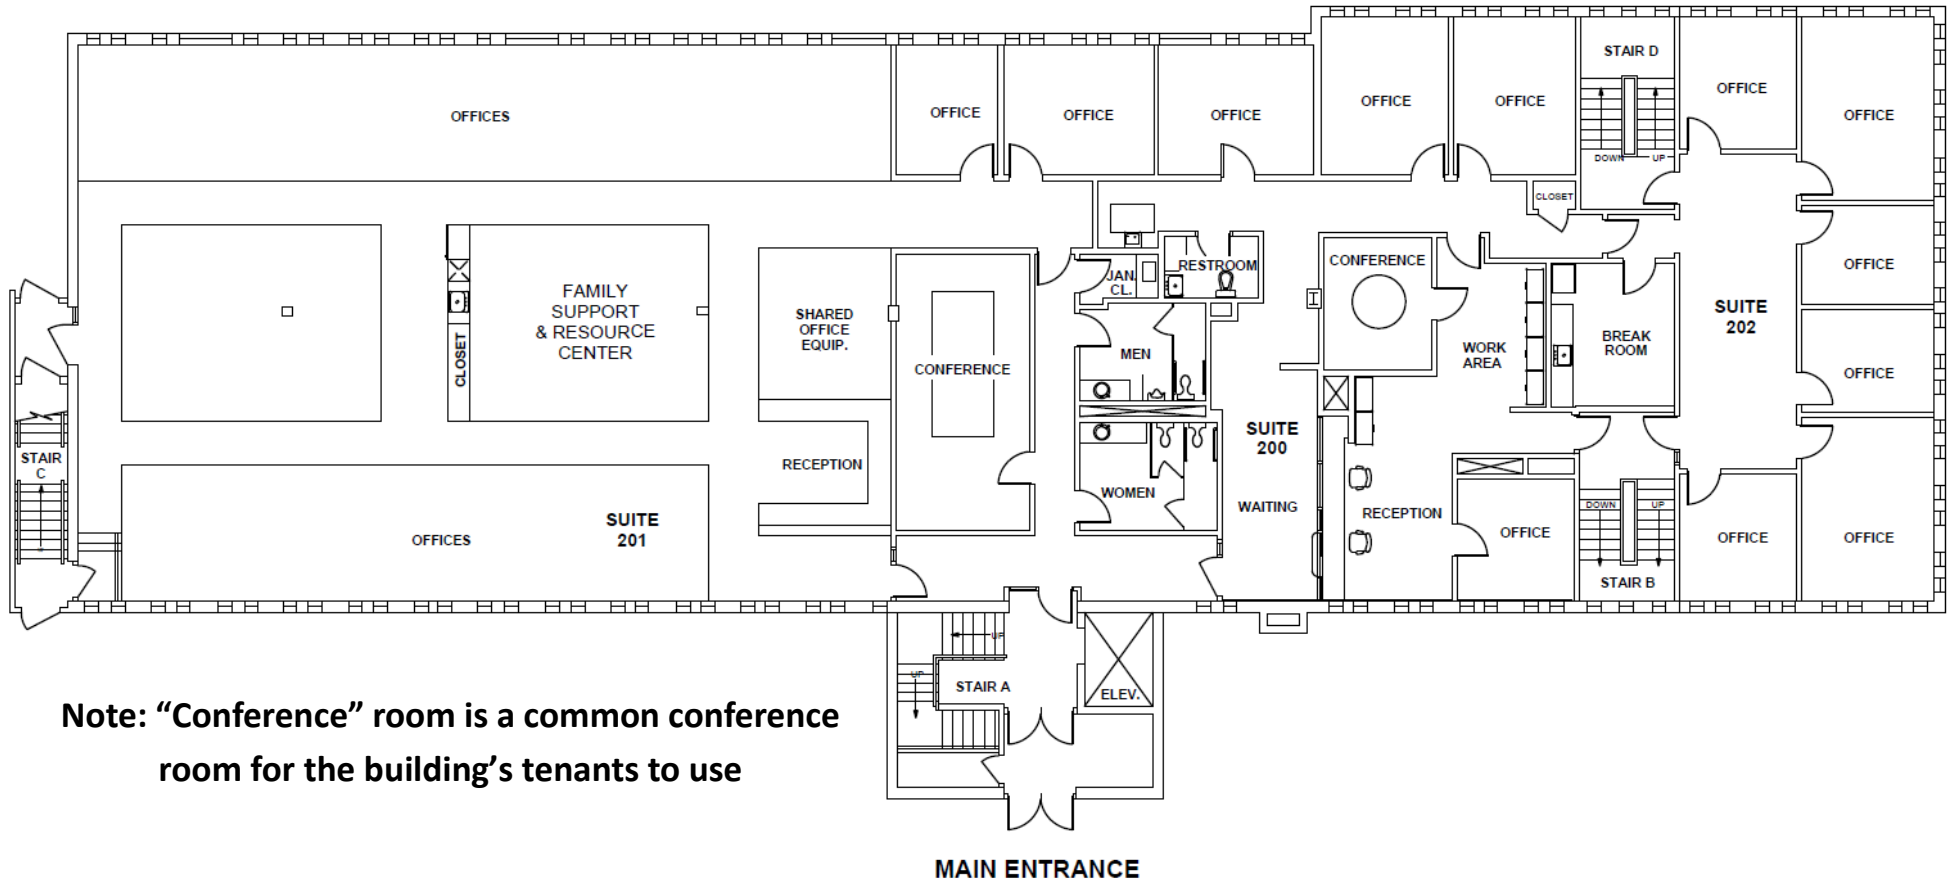 STAIR D
OFFICES
OFFICE
OFFICE
OFFICE
OFFICE
OFFICE
OFFICE
OFFICE
DOWN
UP
CLOSET
FAMILY
SUPPORT
& RESOURCE
CENTER
CLOSET
SHARED
OFFICE
EQUIP.
CONFERENCE
JAN.
CL.
RESTROOM
CONFERENCE
MEN
WORK
AREA
BREAK
ROOM
SUITE
202
OFFICE
OFFICE
STAIR
C
RECEPTION
WOMEN
SUITE
200
WAITING
RECEPTION
OFFICE
DOWN
UP
STAIR B
OFFICE
OFFICE
OFFICES
SUITE
201
UP
UP
STAIR A
ELEV.
Note: “Conference” room is a common conference
room for the building’s tenants to use
MAIN ENTRANCE